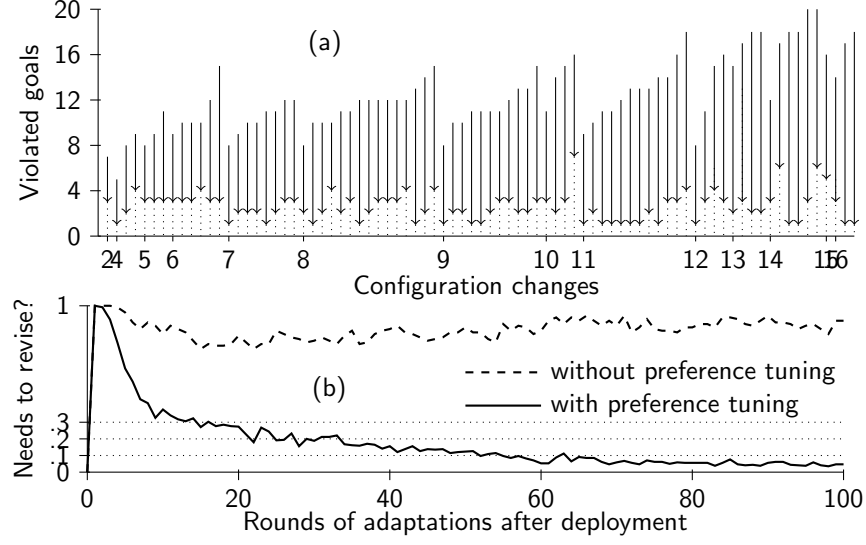 20
16
12
8
4
0
Violated goals
(a)
2 4 5 6 7 8 9 10 11 12 13 14 15 16
Configuration changes
1
.3
.2
.1
0
Needs to revise?
(b)
without preference tuning
with preference tuning
0 20 40 60 80 100
Rounds of adaptations after deployment